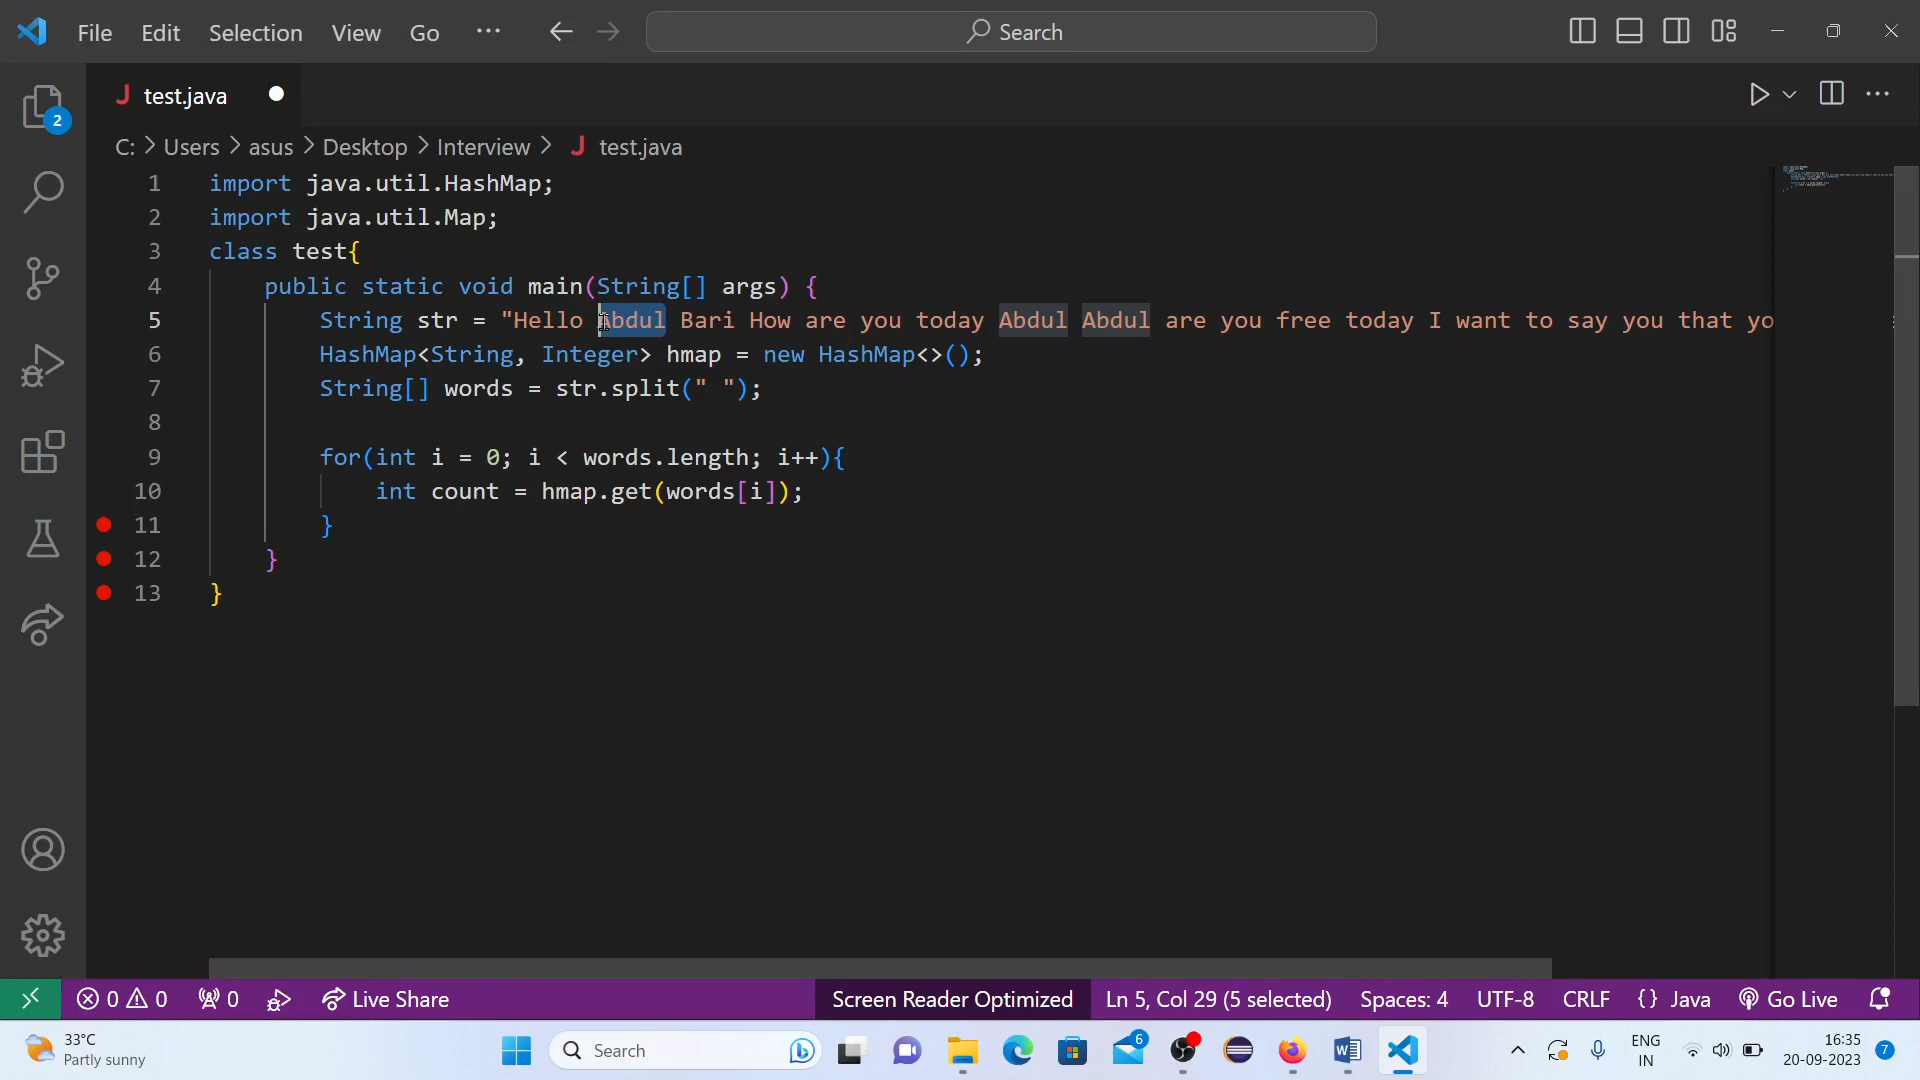 File Edit Selection View Go ··· Search
test.java
C: > Users > asus > Desktop > Interview > test.java
2
1 import java.util.HashMap;
2 import java.util.Map;
3 class test{
4 public static void main(String[] args) {
5 String str = "Hello Abdul Bari How are you today Abdul Abdul are you free today I want to say you that yo
6 HashMap<String, Integer> hmap = new HashMap<>();
7 String[] words = str.split(" ");
8
9 for(int i = 0; i < words.length; i++){
10 int count = hmap.get(words[i]);
11 }
12 }
13 }
0 0 0 Live Share Screen Reader Optimized Ln 5, Col 29 (5 selected) Spaces: 4 UTF-8 CRLF {} Java Go Live
33°C
Partly sunny
Search
6
ENG
IN
16:35
20-09-2023
7